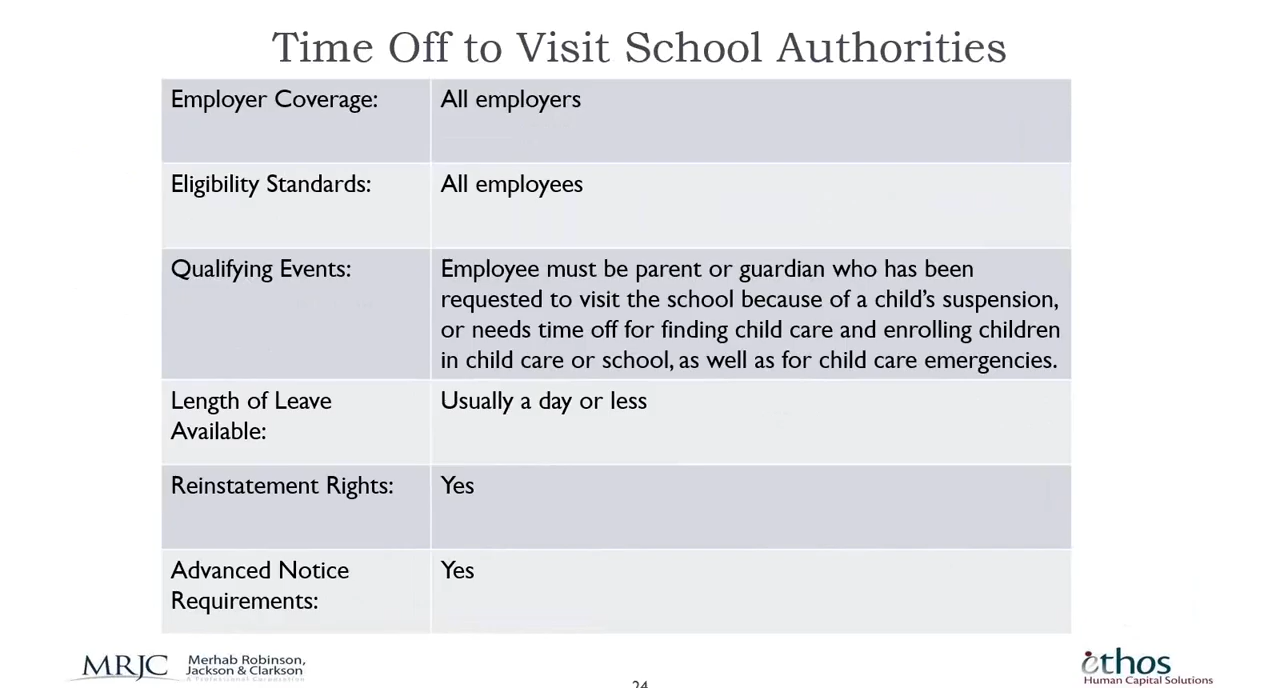 Time Off to Visit School Authorities
Employer Coverage:
All employers
Eligibility Standards:
All employees
Qualifying Events:
Employee must be parent or guardian who has been
requested to visit the school because of a child's suspension,
or needs time off for finding child care and enrolling children
in child care or school, as well as for child care emergencies.
Length of Leave
Available:
Usually a day or less
Reinstatement Rights:
Yes
Advanced Notice
Requirements:
Yes
MRJC
Merhab Robinson,
Jackson & Clarkson
A Professional Corporation
24
ethos
Human Capital Solutions